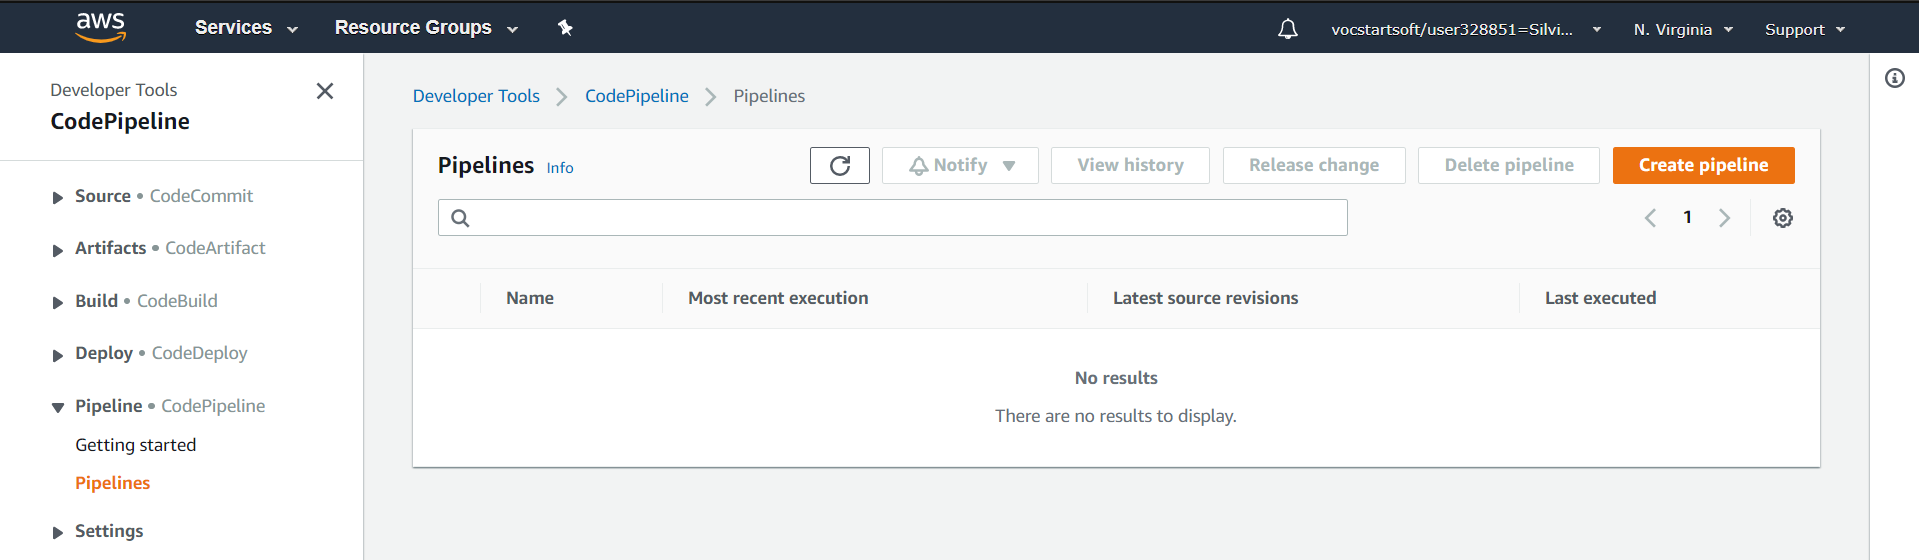 aws Services Resource Groups vocstartsoft/user328851=Silvi... N. Virginia Support
Developer Tools
CodePipeline
Source • CodeCommit
Artifacts • CodeArtifact
Build • CodeBuild
Deploy • CodeDeploy
Pipeline • CodePipeline
Getting started
Pipelines
Settings
Developer Tools CodePipeline Pipelines
Pipelines Info Notify View history Release change Delete pipeline Create pipeline
1
Name Most recent execution Latest source revisions Last executed
No results
There are no results to display.